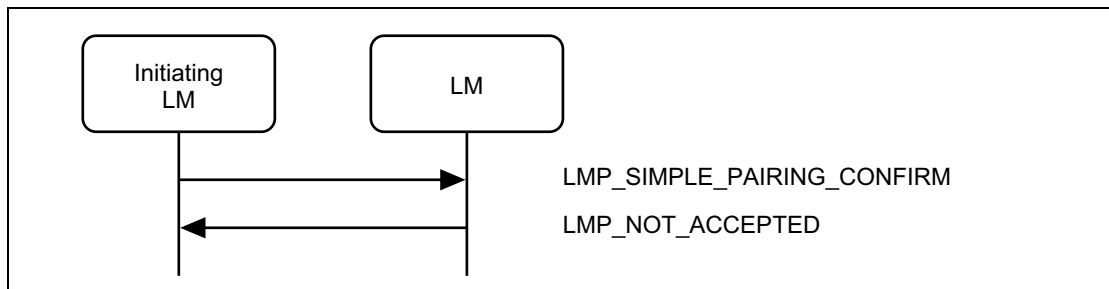 Initiating
LM
LM
LMP_SIMPLE_PAIRING_CONFIRM
LMP_NOT_ACCEPTED